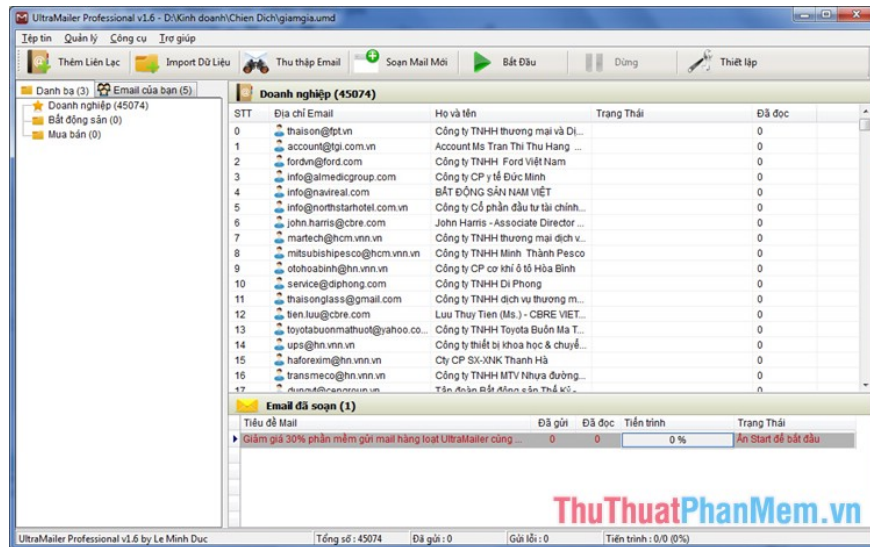 UltraMailer Professional v1.6 - D:\Kinh doanh\Chien Dich\giamgia.umd
Tệp tin Quản lý Công cụ Trợ giúp
Thêm Liên Lạc Import Dữ Liệu Thu thập Email Soạn Mail Mới Bắt Đầu Dừng Thiết lập
Danh bạ (3) Email của bạn (5)
Doanh nghiệp (45074)
Bất động sản (0)
Mua bán (0)
Doanh nghiệp (45074)
STT Địa chỉ Email Họ và tên Trạng Thái Đã đọc
0 thaison@fpt.vn Công ty TNHH thương mại và Dị... 0
1 account@tgi.com.vn Account Ms Tran Thi Thu Hang ... 0
2 fordvn@ford.com Công ty TNHH Ford Việt Nam 0
3 info@almedicgroup.com Công ty CP y tế Đức Minh 0
4 info@navireal.com BẤT ĐỘNG SẢN NAM VIỆT 0
5 info@northstarhotel.com.vn Công ty Cổ phần đầu tư tài chính... 0
6 john.harris@cbre.com John Harris - Associate Director ... 0
7 martech@hcm.vnn.vn Công ty TNHH thương mại dịch v... 0
8 mitsubishipesco@hcm.vnn.vn Công ty TNHH Minh Thành Pesco 0
9 otohoabinh@hn.vnn.vn Công ty CP cơ khí ô tô Hòa Bình 0
10 service@diphong.com Công ty TNHH Di Phong 0
11 thaisonglass@gmail.com Công ty TNHH dịch vụ thương m... 0
12 tien.luu@cbre.com Luu Thuy Tien (Ms.) - CBRE VIET... 0
13 toyotabuonmathuot@yahoo.co... Công ty TNHH Toyota Buôn Ma T... 0
14 ups@hn.vnn.vn Công ty thiết bị khoa học & chuyể... 0
15 haforexim@hn.vnn.vn Cty CP SX-XNK Thanh Hà 0
16 transmeco@hn.vnn.vn Công ty TNHH MTV Nhựa đường... 0
17 dungvt@cengroup.vn Tập đoàn Bất động sản Thế Kỷ - 0
Email đã soạn (1)
Tiêu đề Mail Đã gửi Đã đọc Tiến trình Trạng Thái
Giảm giá 30% phần mềm gửi mail hàng loạt UltraMailer cùng ... 0 0 0 % Ấn Start để bắt đầu
ThuThuatPhanMem.vn
UltraMailer Professional v1.6 by Le Minh Duc Tổng số : 45074 Đã gửi : 0 Gửi lỗi : 0 Tiến trình : 0/0 (0%)